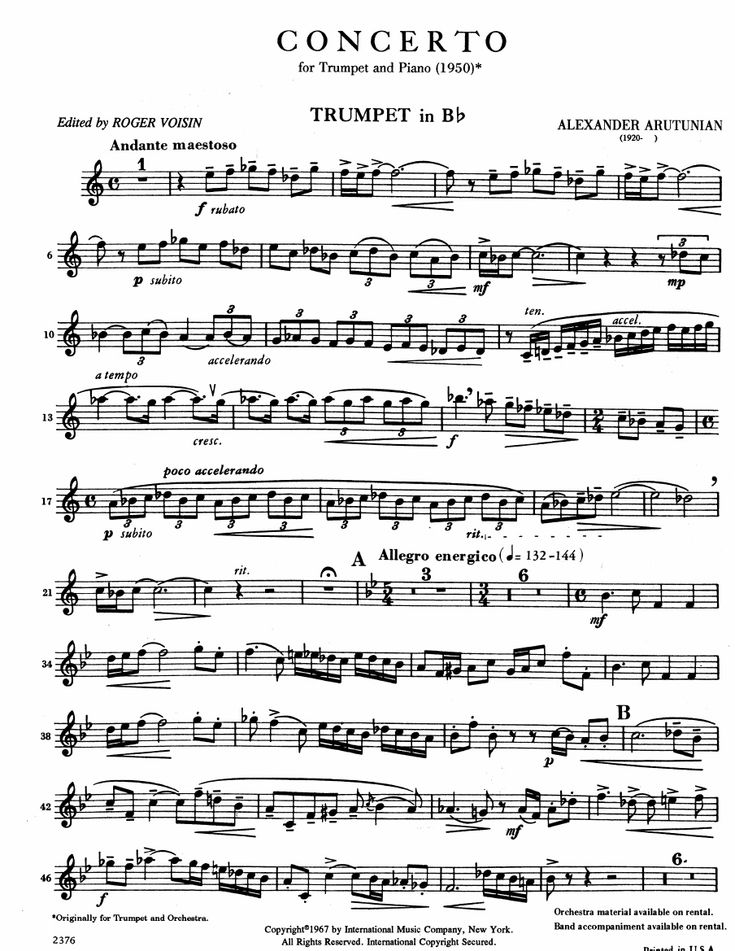 CONCERTO
for Trumpet and Piano (1950)*
Edited by ROGER VOISIN
TRUMPET in B♭
ALEXANDER ARUTUNIAN
(1920-    )
Andante maestoso
1
f rubato
6
p subito
3
3
mf
3
mp
10
3
3
accelerando
3
3
3
3
ten.
accel.
a tempo
13
cresc.
3
3
3
f
2
4
17
poco accelerando
p subito
3
3
3
3
3
3
3
3
rit.
21
rit.
A
Allegro energico (♩= 132-144)
5
4
3
3
4
6
mf
34
38
p
B
42
mf
46
f
6
*Originally for Trumpet and Orchestra.
Orchestra material available on rental.
Band accompaniment available on rental.
2376
Copyright©1967 by International Music Company, New York.
All Rights Reserved. International Copyright Secured.
Printed in U.S.A.